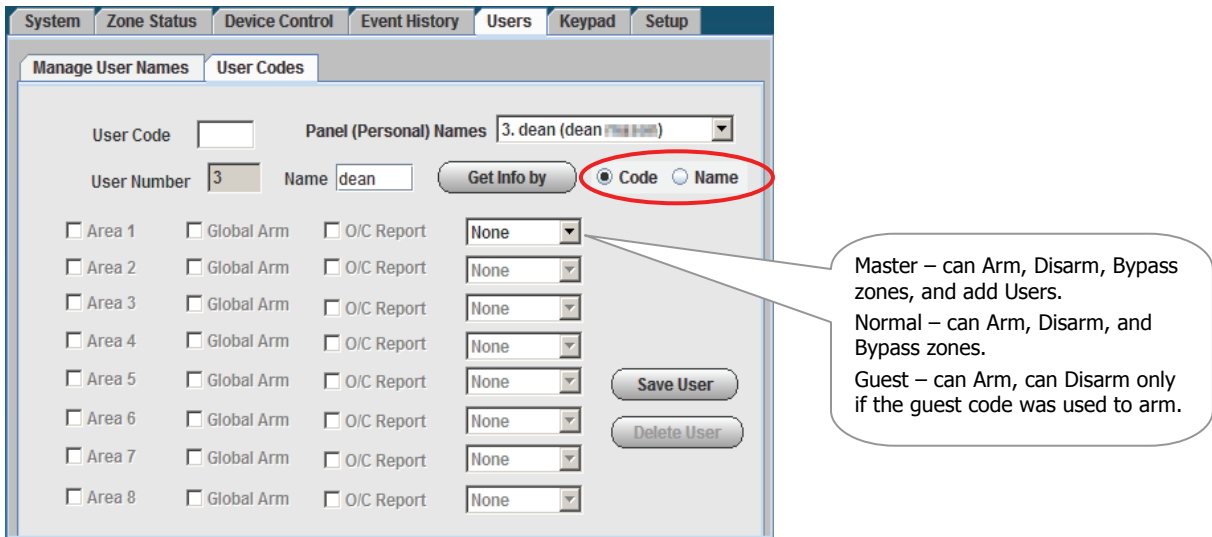 System Zone Status Device Control Event History Users Keypad Setup
Manage User Names User Codes
User Code Panel (Personal) Names 3. dean (dean )
User Number 3 Name dean Get Info by Code Name
Area 1 Global Arm O/C Report None
Area 2 Global Arm O/C Report None
Area 3 Global Arm O/C Report None
Area 4 Global Arm O/C Report None
Area 5 Global Arm O/C Report None Save User
Area 6 Global Arm O/C Report None Delete User
Area 7 Global Arm O/C Report None
Area 8 Global Arm O/C Report None
Master – can Arm, Disarm, Bypass
zones, and add Users.
Normal – can Arm, Disarm, and
Bypass zones.
Guest – can Arm, can Disarm only
if the guest code was used to arm.